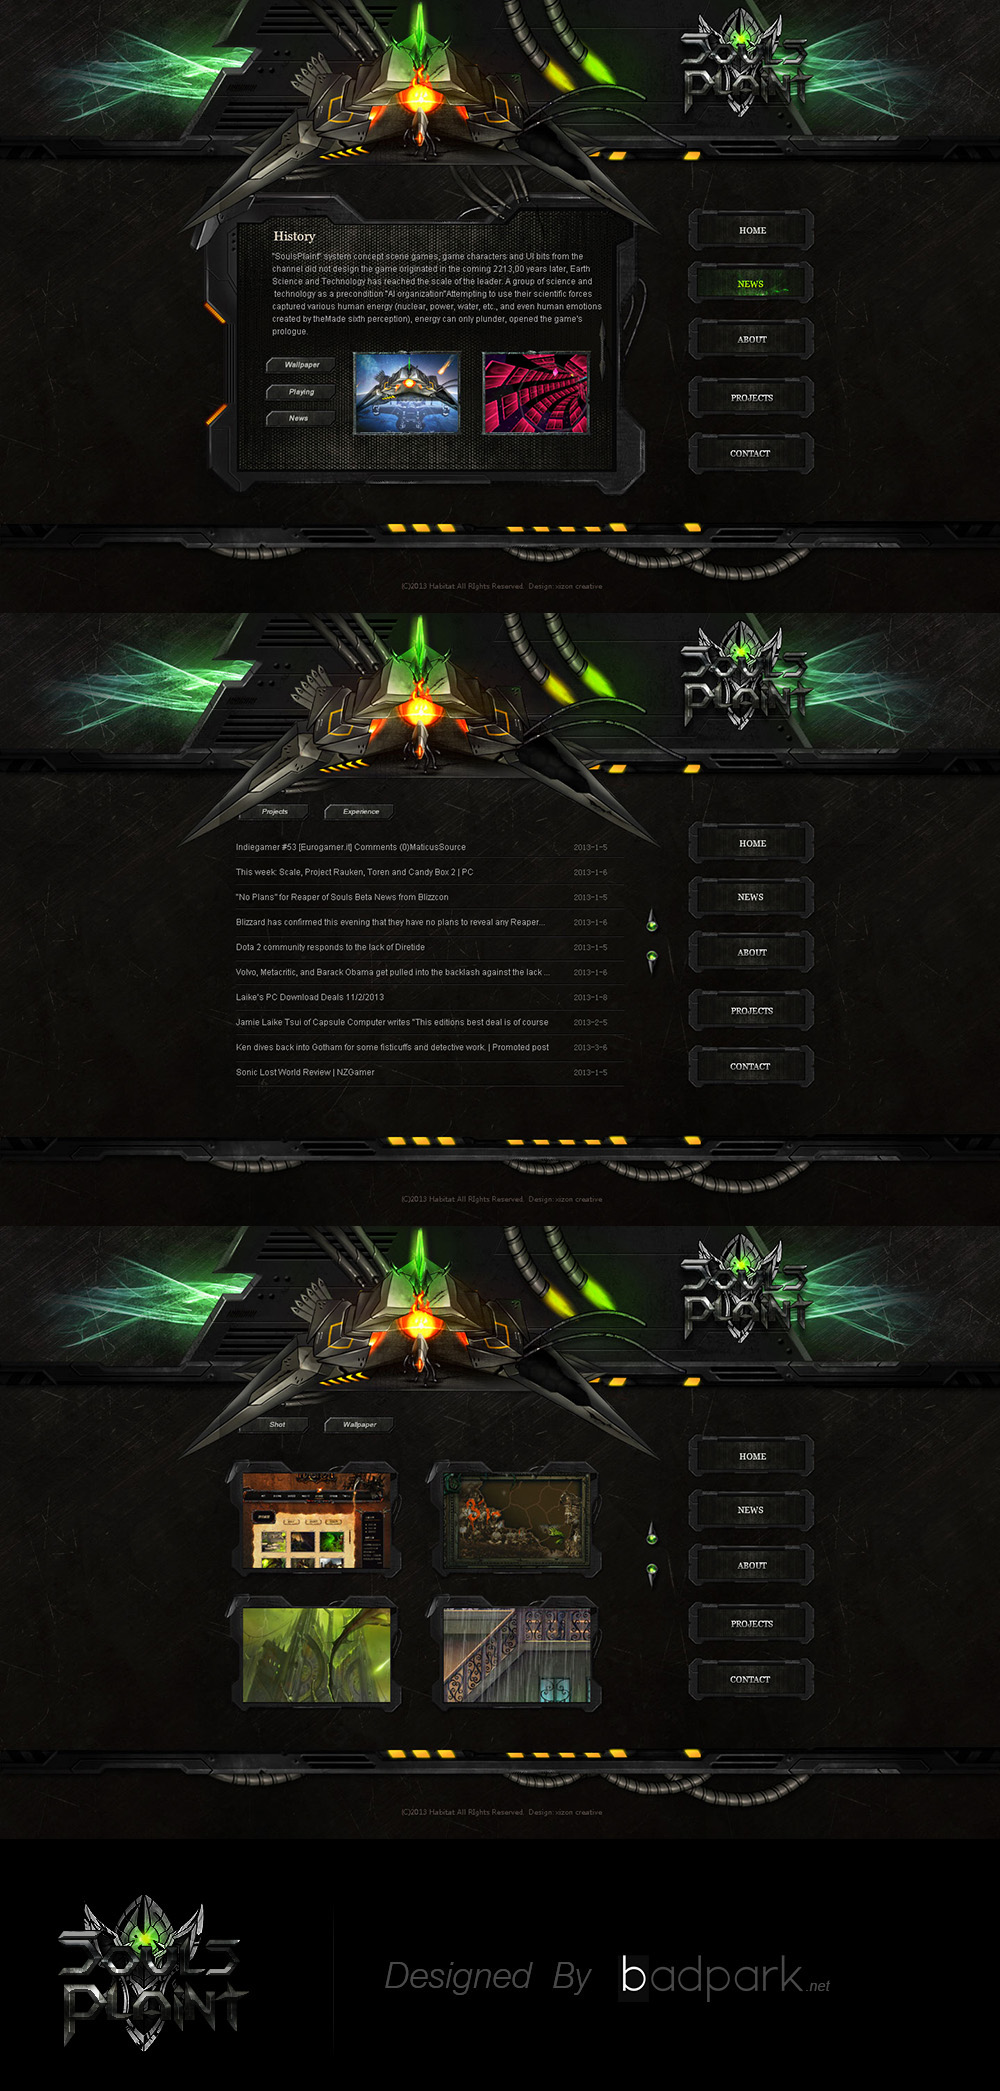 SOULS
PLAINT
History
"SoulsPlaint" system concept scene games, game characters and UI bits from the
channel did not design the game originated in the coming 2213,00 years later, Earth
Science and Technology has reached the scale of the leader. A group of science and
technology as a precondition "AI organization"Attempting to use their scientific forces
captured various human energy (nuclear, power, water, etc., and even human emotions
created by theMade sixth perception), energy can only plunder, opened the game's
prologue.
Wallpaper
Playing
News
HOME
NEWS
ABOUT
PROJECTS
CONTACT
(C)2013 Habitat All Rights Reserved. Design:xizon creative
SOULS
PLAINT
Projects
Experience
Indiegamer #53 [Eurogamer.it] Comments (0)MaticusSource 2013-1-5
This week: Scale, Project Rauken, Toren and Candy Box 2 | PC 2013-1-6
"No Plans" for Reaper of Souls Beta News from Blizzcon 2013-1-5
Blizzard has confirmed this evening that they have no plans to reveal any Reaper... 2013-1-6
Dota 2 community responds to the lack of Diretide 2013-1-5
Volvo, Metacritic, and Barack Obama get pulled into the backlash against the lack ... 2013-1-6
Laike's PC Download Deals 11/2/2013 2013-1-8
Jamie Laike Tsui of Capsule Computer writes "This editions best deal is of course 2013-2-5
Ken dives back into Gotham for some fisticuffs and detective work. | Promoted post 2013-3-6
Sonic Lost World Review | NZGamer 2013-1-5
HOME
NEWS
ABOUT
PROJECTS
CONTACT
(C)2013 Habitat All Rights Reserved. Design:xizon creative
SOULS
PLAINT
Shot
Wallpaper
HOME
NEWS
ABOUT
PROJECTS
CONTACT
(C)2013 Habitat All Rights Reserved. Design:xizon creative
SOULS
PLAINT
Designed By badpark.net